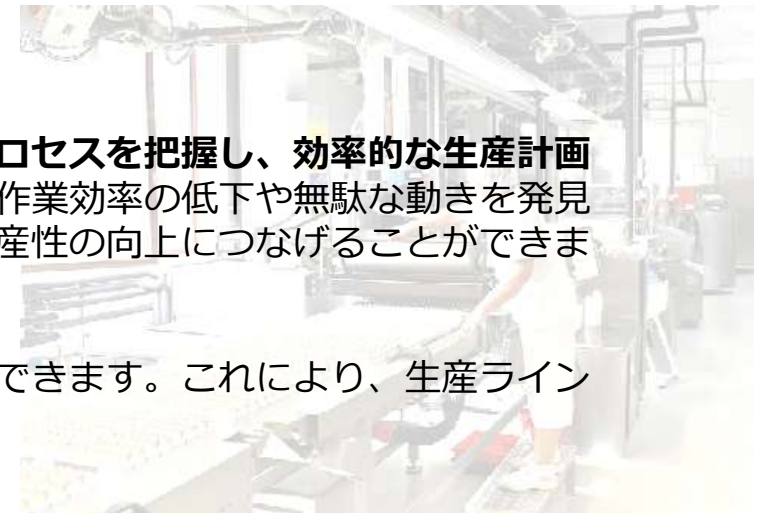 ロセスを把握し、効率的な生産計画
作業効率の低下や無駄な動きを発見
産性の向上につなげることができま
できます。これにより、生産ライン